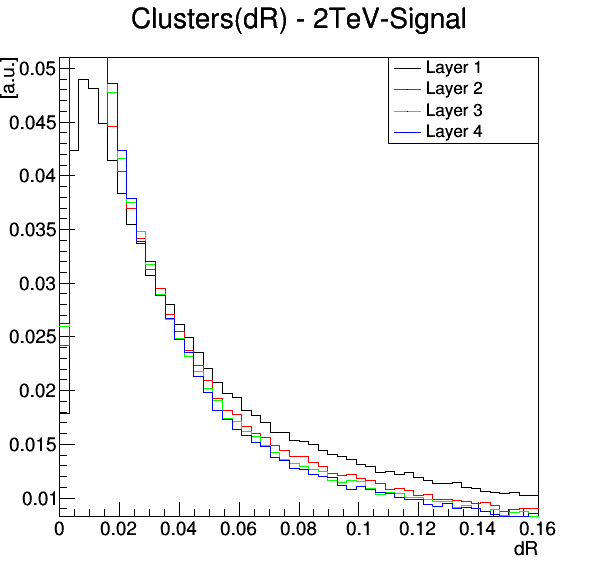 Clusters(dR) - 2TeV-Signal
[a.u.]
0.05
0.045
0.04
0.035
0.03
0.025
0.02
0.015
0.01
Layer 1
Layer 2
Layer 3
Layer 4
0 0.02 0.04 0.06 0.08 0.1 0.12 0.14 0.16
dR